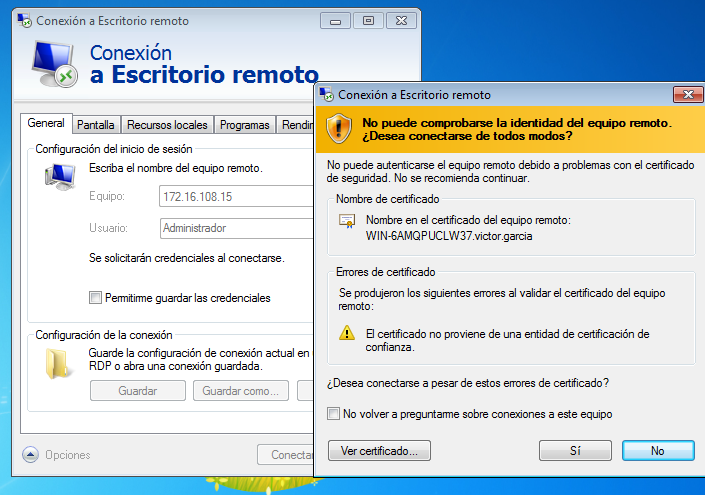 Conexión a Escritorio remoto
Conexión
a Escritorio remoto
General
Pantalla
Recursos locales
Programas
Configuración del inicio de sesión
Escriba el nombre del equipo remoto.
Equipo:
172.16.108.15
Usuario:
Administrador
Se solicitarán credenciales al conectarse.
Permitirme guardar las credenciales
Configuración de la conexión
Guarde la configuración de conexión actual en
RDP o abra una conexión guardada.
Guardar
Guardar como...
Opciones
Conexión a Escritorio remoto
No puede comprobarse la identidad del equipo remoto.
¿Desea conectarse de todos modos?
No puede autenticarse el equipo remoto debido a problemas con el certificado
de seguridad. No se recomienda continuar.
Nombre de certificado
Nombre en el certificado del equipo remoto:
WIN-6AMQPUCLW37.victor.garcia
Errores de certificado
Se produjeron los siguientes errores al validar el certificado del equipo
remoto:
El certificado no proviene de una entidad de certificación de
confianza.
¿Desea conectarse a pesar de estos errores de certificado?
No volver a preguntarme sobre conexiones a este equipo
Ver certificado...
Sí
No